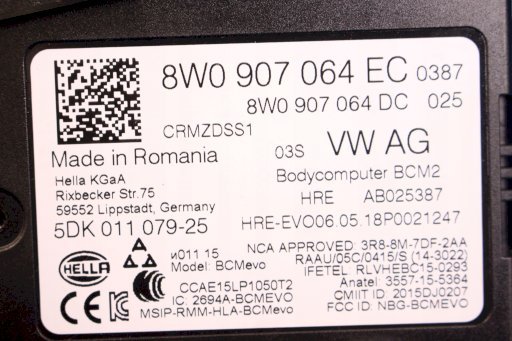 8W0 907 064 EC 0387
8W0 907 064 DC 025
CRMZDSS1
Made in Romania 03S VW AG
Hella KGaA
Rixbecker Str.75
59552 Lippstadt, Germany
Bodycomputer BCM2
HRE AB025387
5DK 011 079-25 HRE-EVO06.05.18P0021247
и011 15
Model: BCMevo
HELLA
NCA APPROVED: 3R8-8M-7DF-2AA
RAAU/05C/0415/S (14-3022)
IFETEL: RLVHEBC15-0293
CCAE15LP1050T2 Anatel: 3557-15-5364
IC: 2694A-BCMEVO CMIIT ID: 2015DJ0207
MSIP-RMM-HLA-BCMevo FCC ID: NBG-BCMEVO